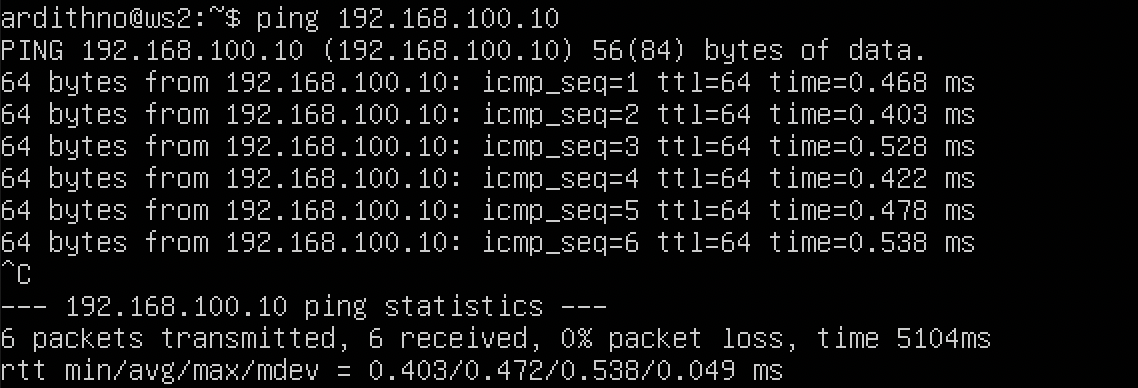 ardithno@ws2:~$ ping 192.168.100.10
PING 192.168.100.10 (192.168.100.10) 56(84) bytes of data.
64 bytes from 192.168.100.10: icmp_seq=1 ttl=64 time=0.468 ms
64 bytes from 192.168.100.10: icmp_seq=2 ttl=64 time=0.403 ms
64 bytes from 192.168.100.10: icmp_seq=3 ttl=64 time=0.528 ms
64 bytes from 192.168.100.10: icmp_seq=4 ttl=64 time=0.422 ms
64 bytes from 192.168.100.10: icmp_seq=5 ttl=64 time=0.478 ms
64 bytes from 192.168.100.10: icmp_seq=6 ttl=64 time=0.538 ms
^C
--- 192.168.100.10 ping statistics ---
6 packets transmitted, 6 received, 0% packet loss, time 5104ms
rtt min/avg/max/mdev = 0.403/0.472/0.538/0.049 ms